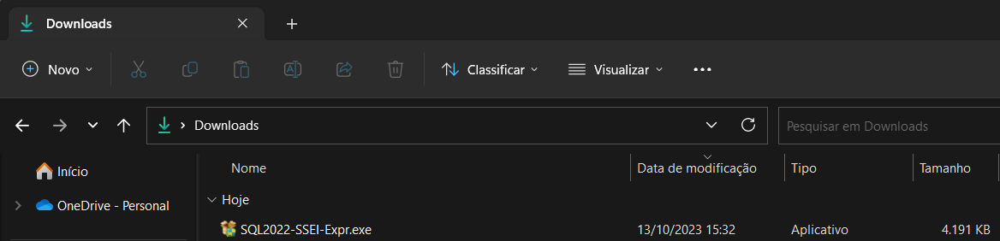 Downloads
Novo
Classificar
Visualizar
Downloads
Pesquisar em Downloads
Início
OneDrive - Personal
Nome Data de modificação Tipo Tamanho
Hoje
SQL2022-SSEI-Expr.exe 13/10/2023 15:32 Aplicativo 4.191 KB